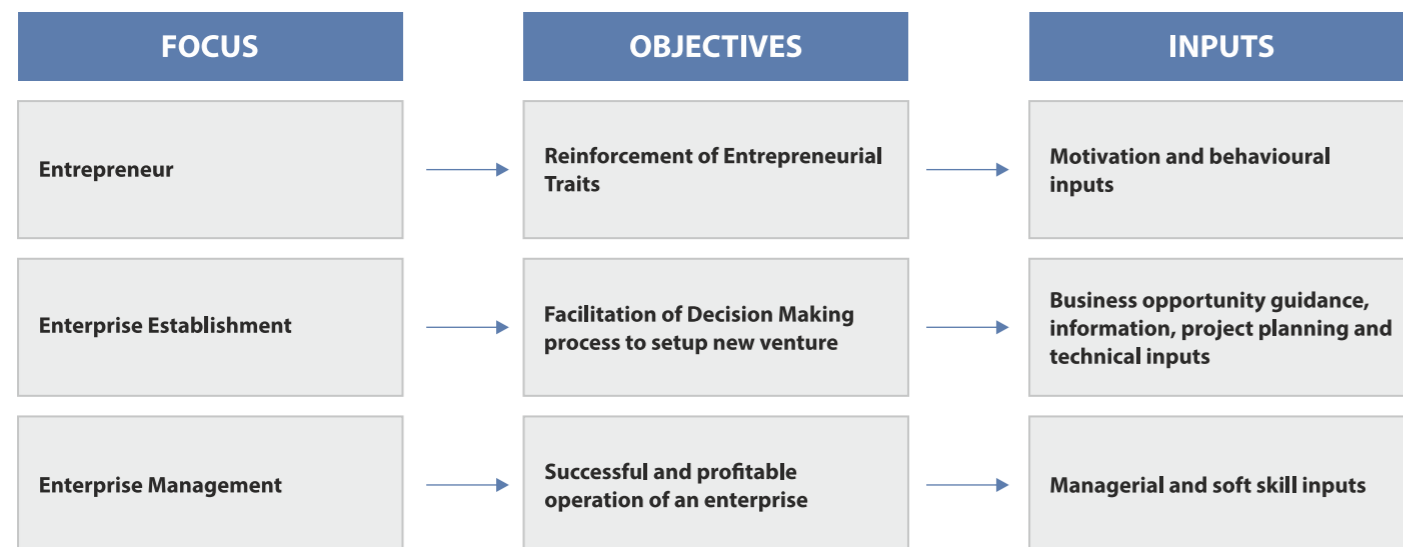 FOCUS
OBJECTIVES
INPUTS
Entrepreneur
Reinforcement of Entrepreneurial
Traits
Motivation and behavioural
inputs
Enterprise Establishment
Facilitation of Decision Making
process to setup new venture
Business opportunity guidance,
information, project planning and
technical inputs
Enterprise Management
Successful and profitable
operation of an enterprise
Managerial and soft skill inputs